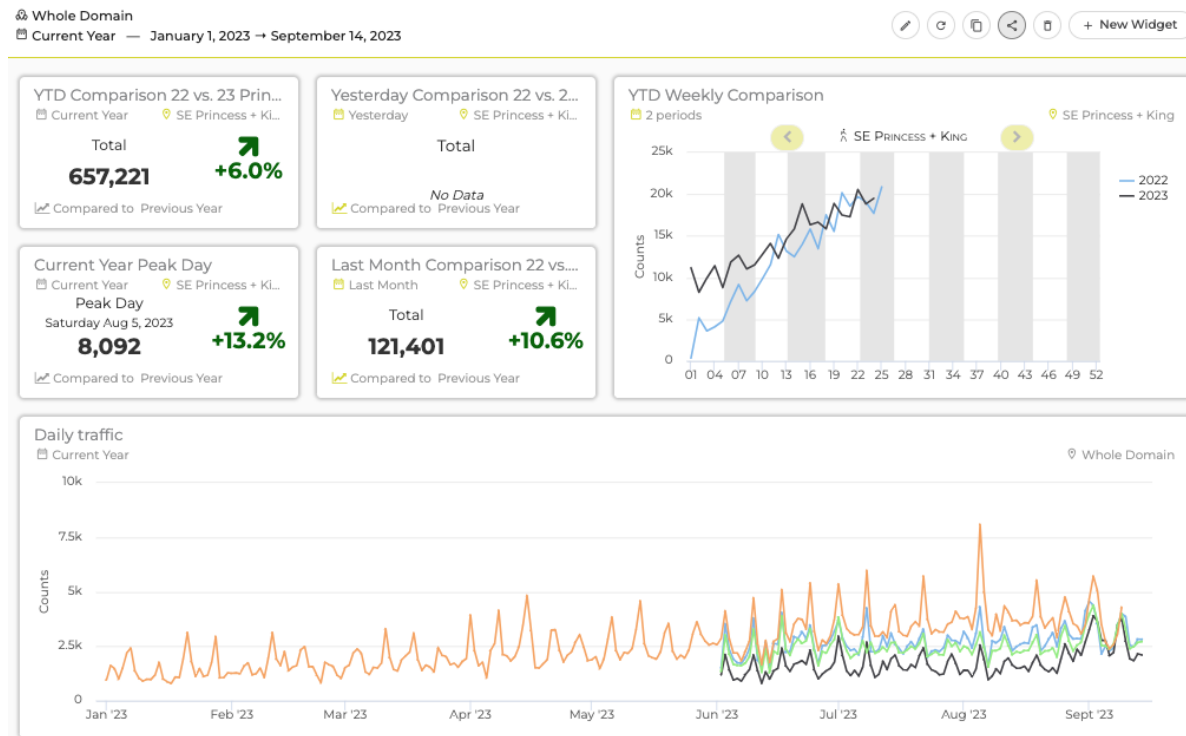 Whole Domain
Current Year — January 1, 2023 → September 14, 2023
+ New Widget
YTD Comparison 22 vs. 23 Prin...
Current Year SE Princess + Ki...
Total
657,221
+6.0%
Compared to Previous Year
Yesterday Comparison 22 vs. 2...
Yesterday SE Princess + Ki...
Total
No Data
Compared to Previous Year
YTD Weekly Comparison
2 periods SE Princess + King
SE PRINCESS + KING
25k
20k
15k
10k
5k
0
Counts
01 04 07 10 13 16 19 22 25 28 31 34 37 40 43 46 49 52
2022
2023
Current Year Peak Day
Current Year SE Princess + Ki...
Peak Day
Saturday Aug 5, 2023
8,092
+13.2%
Compared to Previous Year
Last Month Comparison 22 vs....
Last Month SE Princess + Ki...
Total
121,401
+10.6%
Compared to Previous Year
Daily traffic
Current Year Whole Domain
10k
7.5k
5k
2.5k
0
Counts
Jan '23 Feb '23 Mar '23 Apr '23 May '23 Jun '23 Jul '23 Aug '23 Sept '23